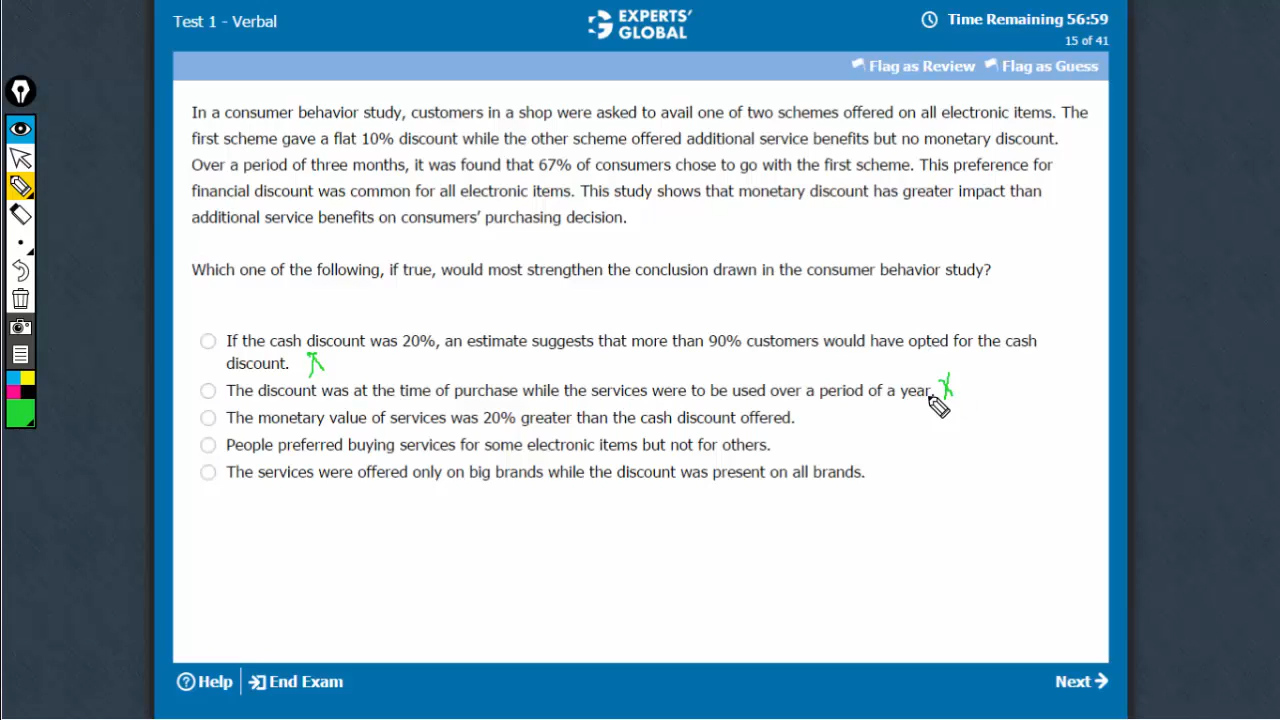 Test 1 - Verbal
EXPERTS'
GLOBAL
Time Remaining 56:59
15 of 41
Flag as Review
Flag as Guess
In a consumer behavior study, customers in a shop were asked to avail one of two schemes offered on all electronic items. The
first scheme gave a flat 10% discount while the other scheme offered additional service benefits but no monetary discount.
Over a period of three months, it was found that 67% of consumers chose to go with the first scheme. This preference for
financial discount was common for all electronic items. This study shows that monetary discount has greater impact than
additional service benefits on consumers' purchasing decision.
Which one of the following, if true, would most strengthen the conclusion drawn in the consumer behavior study?
If the cash discount was 20%, an estimate suggests that more than 90% customers would have opted for the cash
discount.
The discount was at the time of purchase while the services were to be used over a period of a year.
The monetary value of services was 20% greater than the cash discount offered.
People preferred buying services for some electronic items but not for others.
The services were offered only on big brands while the discount was present on all brands.
Help
End Exam
Next